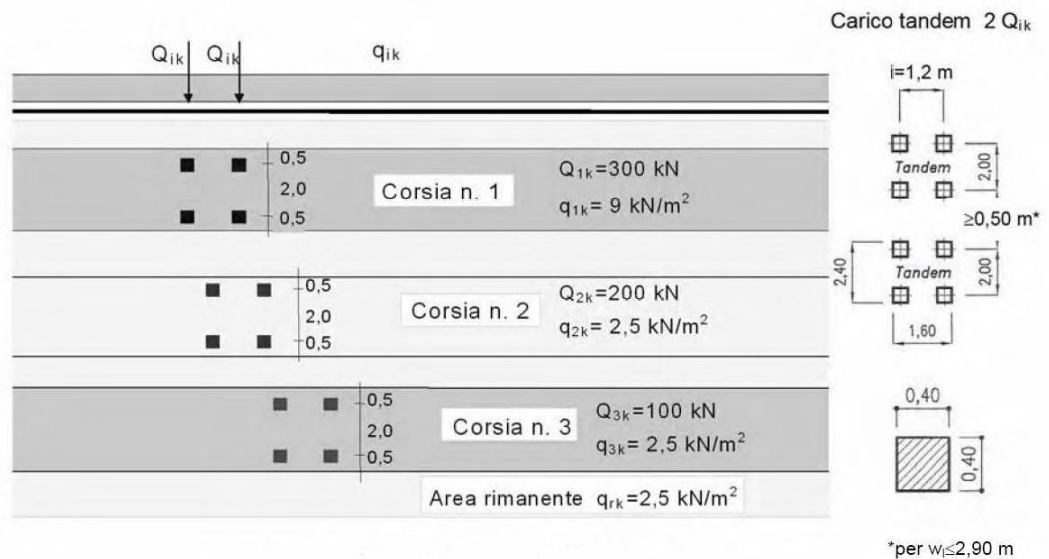 Carico tandem 2 Qik
Qik Qik qik
i=1,2 m
0,5
2,0
0,5
Corsia n. 1
Q1k=300 kN
q1k= 9 kN/m²
Tandem
2,00
≥0,50 m*
0,5
2,0
0,5
Corsia n. 2
Q2k=200 kN
q2k= 2,5 kN/m²
2,40
Tandem
2,00
1,60
0,5
2,0
0,5
Corsia n. 3
Q3k=100 kN
q3k= 2,5 kN/m²
0,40
0,40
Area rimanente qrk=2,5 kN/m²
*per wl≤2,90 m